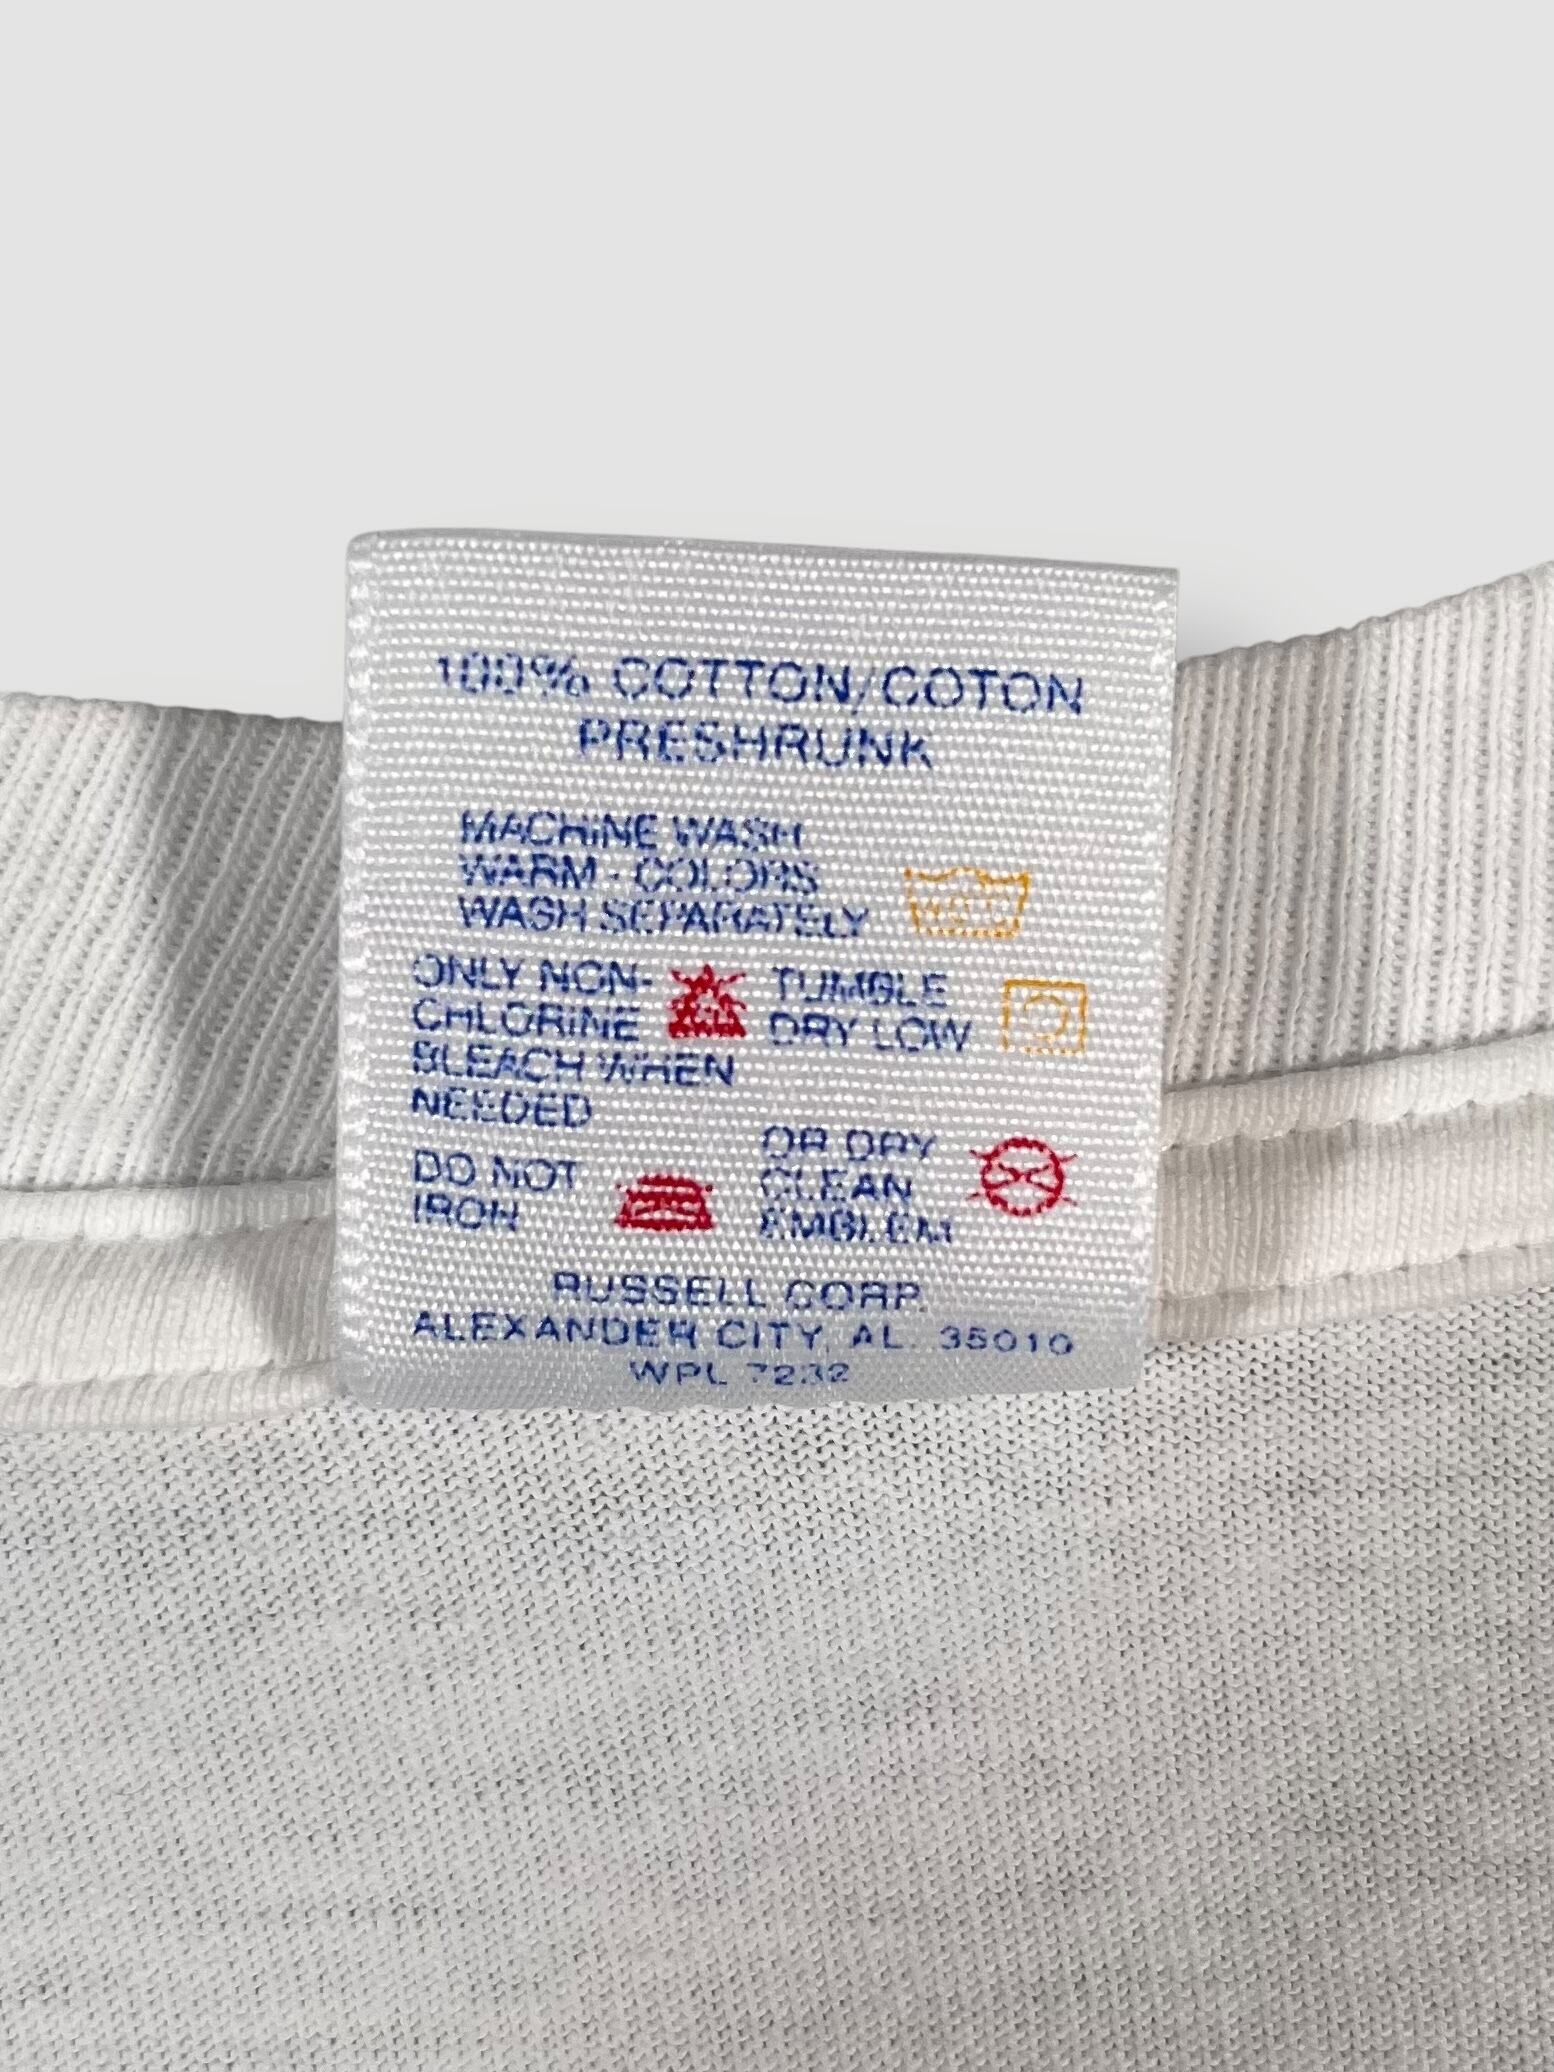 100% COTTON/COTON
PRESHRUNK
MACHINE WASH
WARM - COLORS
WASH SEPARATELY
ONLY NON-
CHLORINE
BLEACH WHEN
NEEDED
TUMBLE
DRY LOW
DO NOT
IRON
OR DRY
CLEAN
EMBLEM
RUSSELL CORP.
ALEXANDER CITY, AL. 35010
WPL 7232